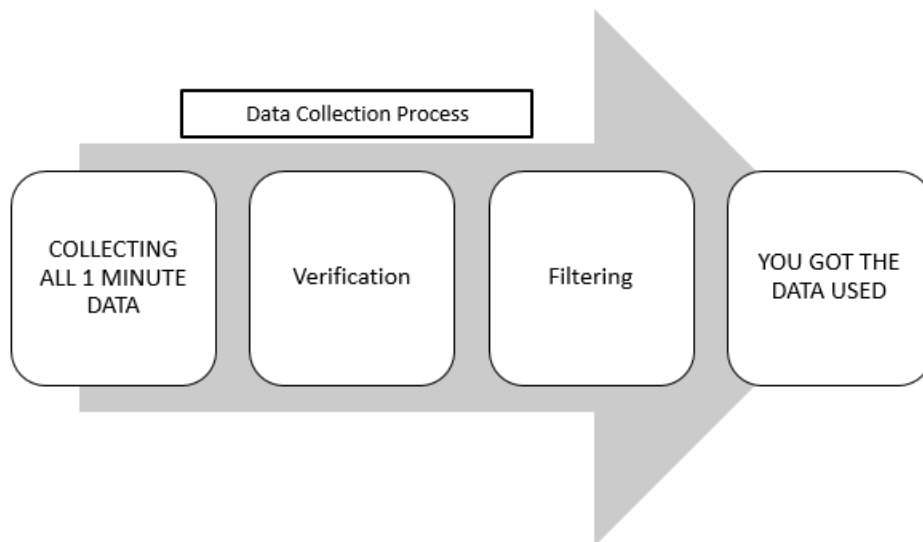 Data Collection Process
COLLECTING
ALL 1 MINUTE
DATA
Verification
Filtering
YOU GOT THE
DATA USED